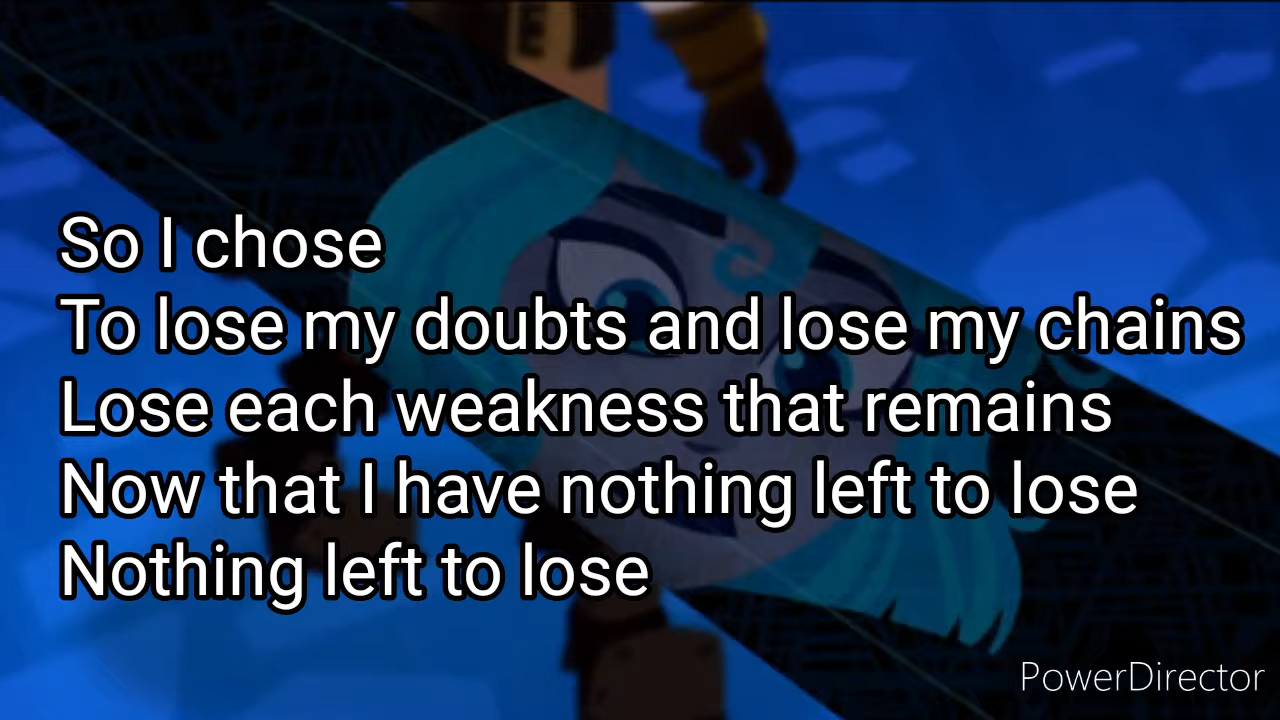 So I chose
To lose my doubts and lose my chains
Lose each weakness that remains
Now that I have nothing left to lose
Nothing left to lose
PowerDirector